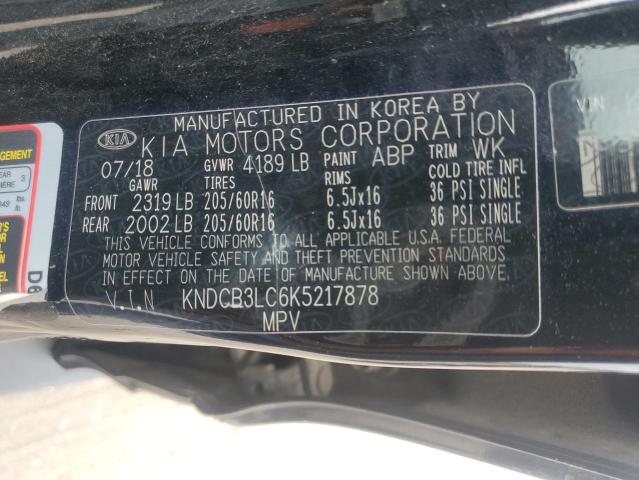 MANUFACTURED IN KOREA BY
KIA KIA MOTORS CORPORATION
07/18 GVWR 4189 LB PAINT ABP TRIM WK
GAWR TIRES RIMS COLD TIRE INFL
FRONT 2319 LB 205/60R16 6.5Jx16 36 PSI SINGLE
REAR 2002 LB 205/60R16 6.5Jx16 36 PSI SINGLE
THIS VEHICLE CONFORMS TO ALL APPLICABLE U.S.A. FEDERAL
MOTOR VEHICLE SAFETY AND THEFT PREVENTION STANDARDS
IN EFFECT ON THE DATE OF MANUFACTURE SHOWN ABOVE.
V.I.N KNDCB3LC6K5217878
MPV
VIN